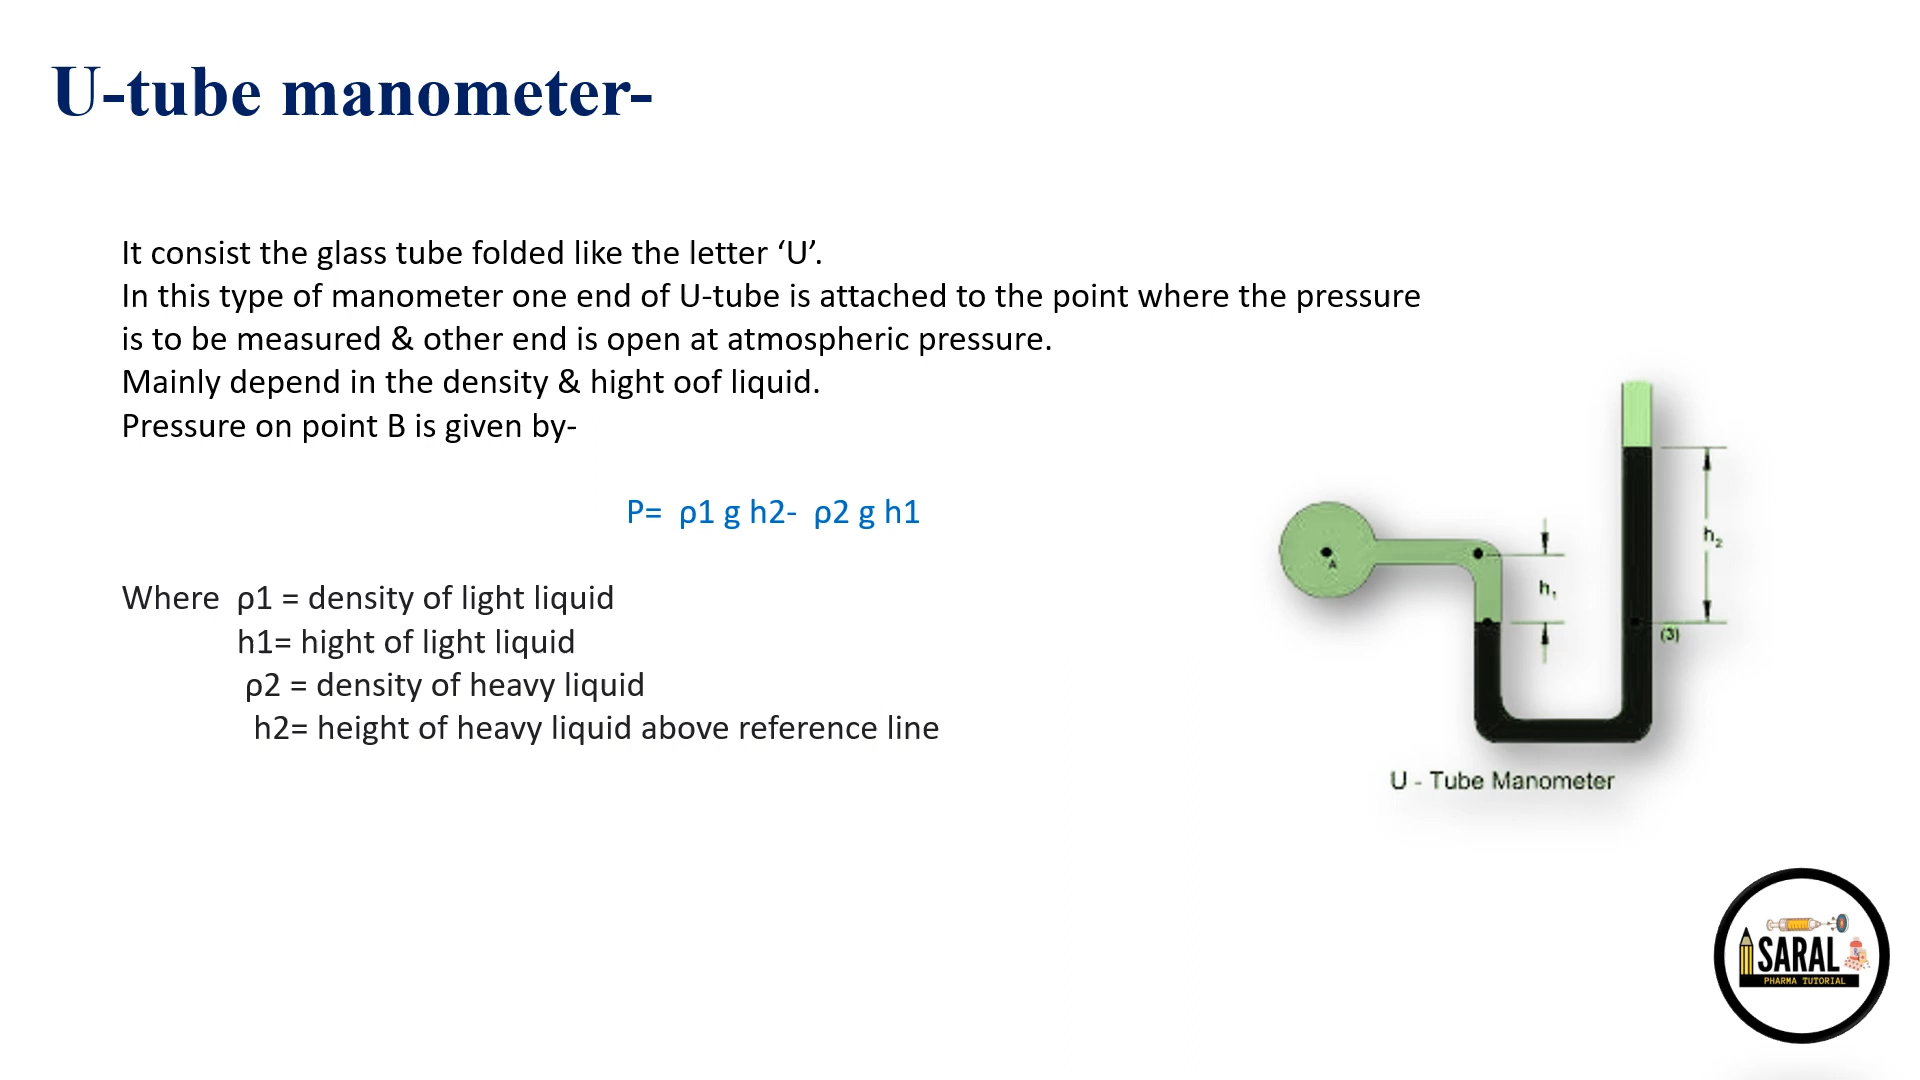 U-tube manometer-
It consist the glass tube folded like the letter ‘U’.
In this type of manometer one end of U-tube is attached to the point where the pressure
is to be measured & other end is open at atmospheric pressure.
Mainly depend in the density & hight oof liquid.
Pressure on point B is given by-
P= ρ1 g h2- ρ2 g h1
Where ρ1 = density of light liquid
h1= hight of light liquid
ρ2 = density of heavy liquid
h2= height of heavy liquid above reference line
A
h₁
h₂
(3)
U - Tube Manometer
SARAL
PHARMA TUTORIAL